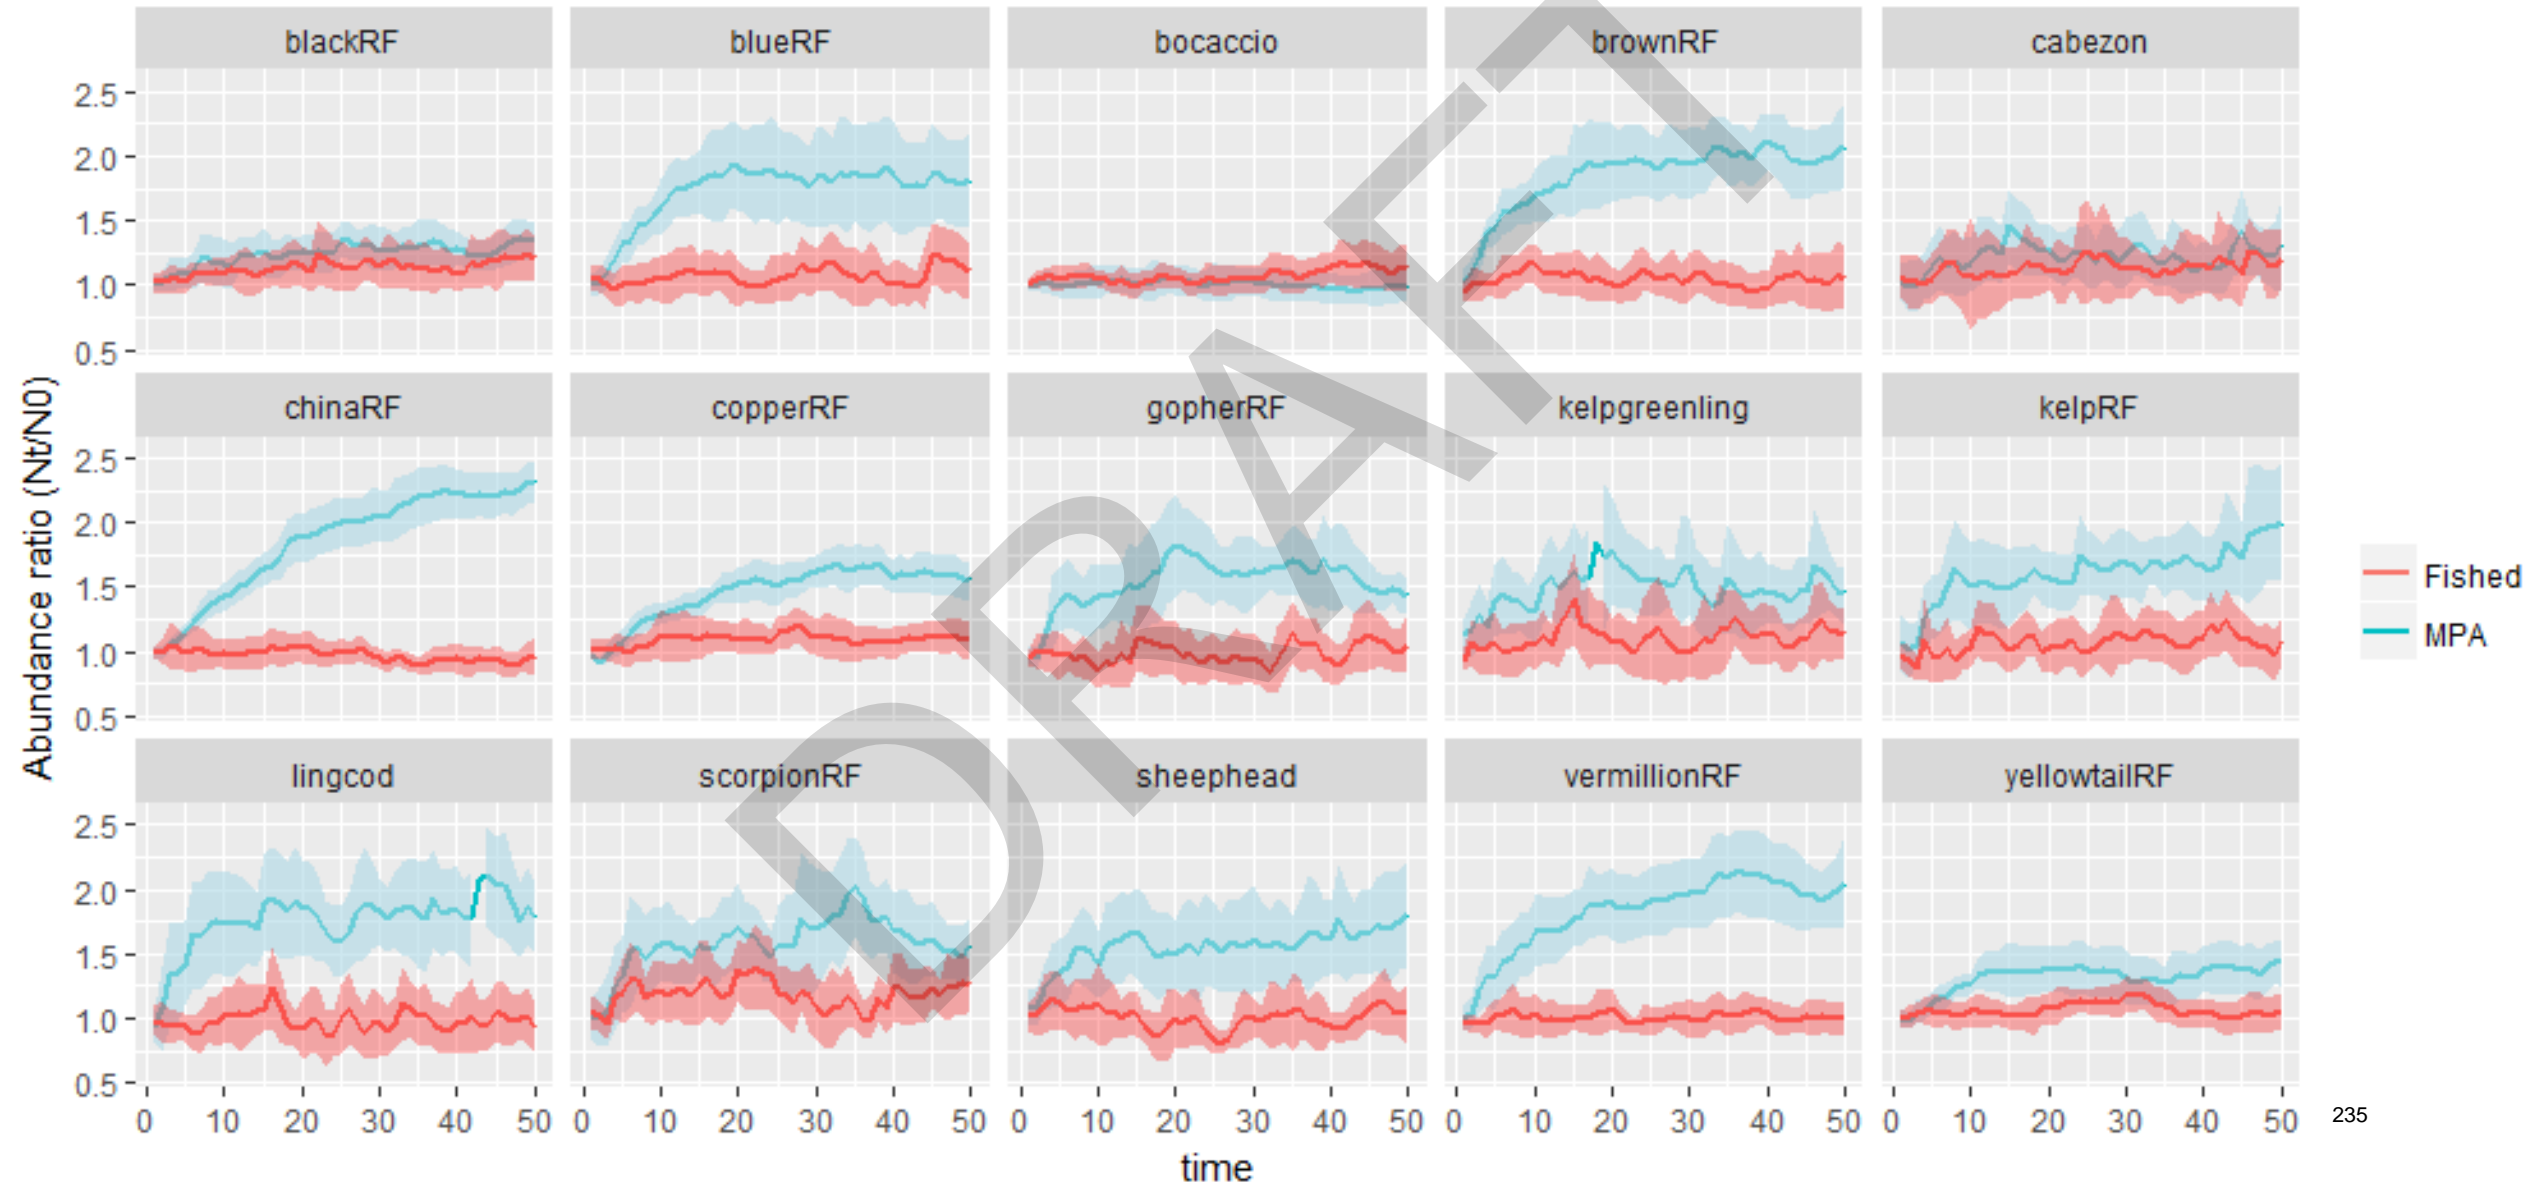 blackRF blueRF bocaccio brownRF cabezon
2.5
2.0
1.5
1.0
0.5
chinaRF copperRF gopherRF kelpgreenling kelpRF
2.5
2.0
1.5
1.0
0.5
lingcod scorpionRF sheephead vermillionRF yellowtailRF
2.5
2.0
1.5
1.0
0.5
0 10 20 30 40 50 0 10 20 30 40 50 0 10 20 30 40 50 0 10 20 30 40 50 0 10 20 30 40 50
time
Abundance ratio (Nt/N0)
Fished
MPA
235
DRAFT